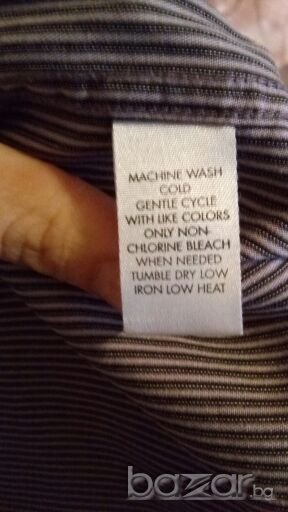 MACHINE WASH
COLD
GENTLE CYCLE
WITH LIKE COLORS
ONLY NON-
CHLORINE BLEACH
WHEN NEEDED
TUMBLE DRY LOW
IRON LOW HEAT
bazar.bg